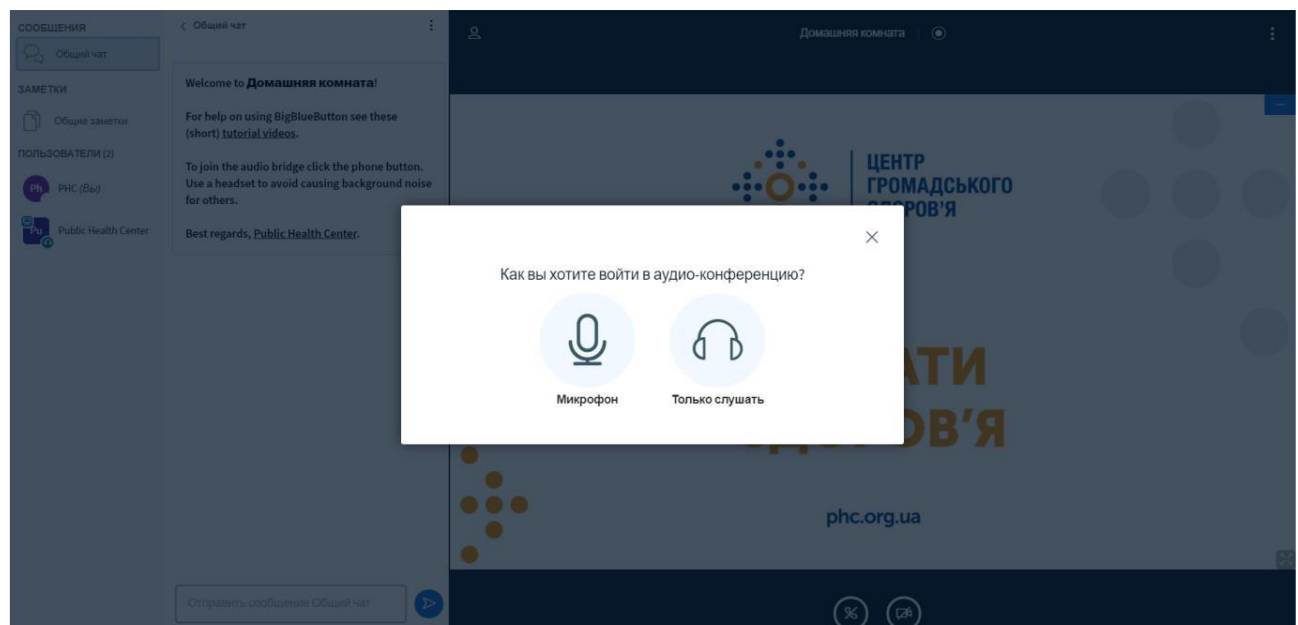 СООБЩЕНИЯ
Общий чат
ЗАМЕТКИ
Общие заметки
ПОЛЬЗОВАТЕЛИ (2)
Ph
PHC (Вы)
Pu
Public Health Center
Общий чат
Welcome to Домашняя комната!
For help on using BigBlueButton see these
(short) tutorial videos.
To join the audio bridge click the phone button.
Use a headset to avoid causing background noise
for others.
Best regards, Public Health Center.
Отправить сообщение Общий чат
Домашняя комната
ЦЕНТР
ГРОМАДСЬКОГО
Как вы хотите войти в аудио-конференцию?
Микрофон
Только слушать
phc.org.ua